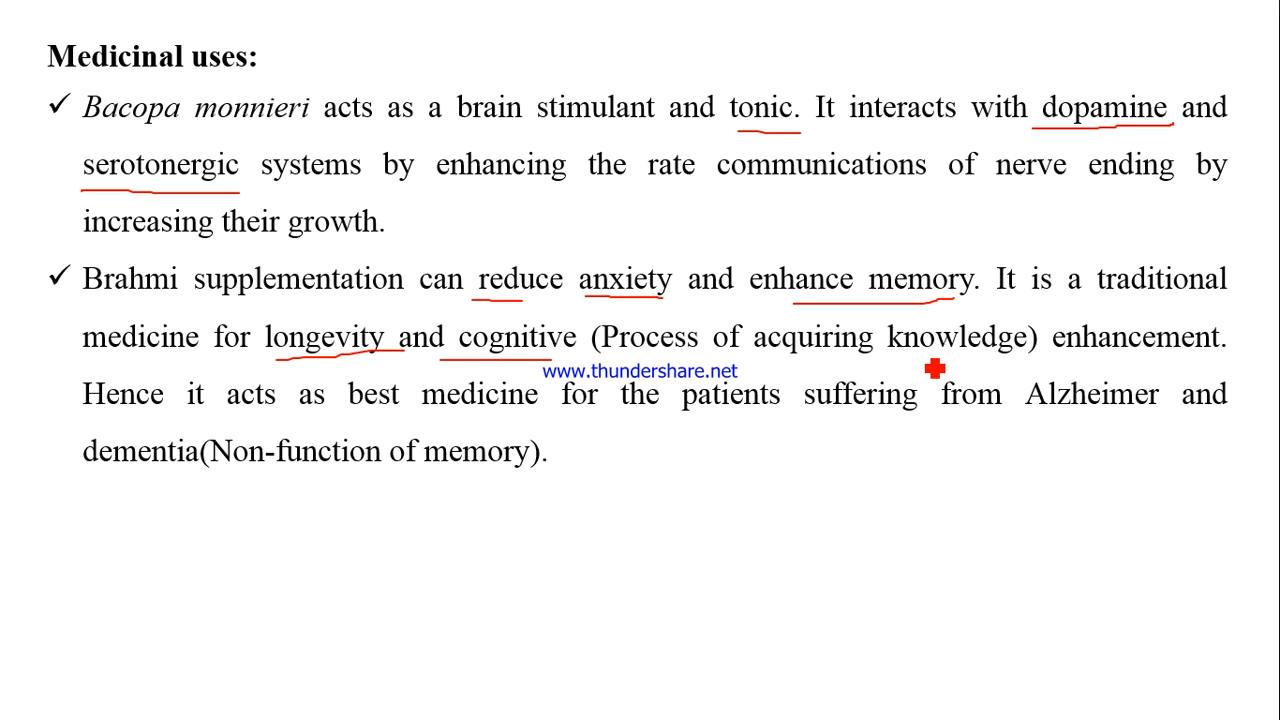 Medicinal uses:
✓ Bacopa monnieri acts as a brain stimulant and tonic. It interacts with dopamine and
serotonergic systems by enhancing the rate communications of nerve ending by
increasing their growth.
✓ Brahmi supplementation can reduce anxiety and enhance memory. It is a traditional
medicine for longevity and cognitive (Process of acquiring knowledge) enhancement.
www.thundershare.net
Hence it acts as best medicine for the patients suffering from Alzheimer and
dementia(Non-function of memory).